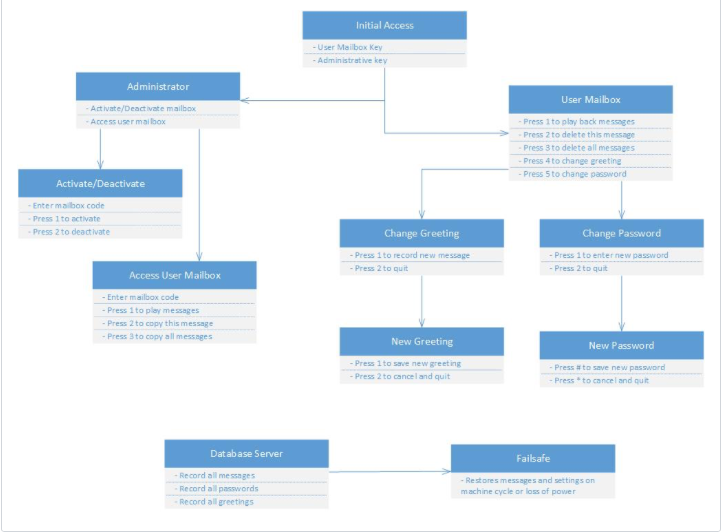 Initial Access
- User Mailbox Key
- Administrative key
Administrator
- Activate/Deactivate mailbox
- Access user mailbox
User Mailbox
- Press 1 to play back messages
- Press 2 to delete this message
- Press 3 to delete all messages
- Press 4 to change greeting
- Press 5 to change password
Activate/Deactivate
- Enter mailbox code
- Press 1 to activate
- Press 2 to deactivate
Change Greeting
- Press 1 to record new message
- Press 2 to quit
Change Password
- Press 1 to enter new password
- Press 2 to quit
Access User Mailbox
- Enter mailbox code
- Press 1 to play messages
- Press 2 to copy this message
- Press 3 to copy all messages
New Greeting
- Press 1 to save new greeting
- Press 2 to cancel and quit
New Password
- Press # to save new password
- Press * to cancel and quit
Database Server
- Record all messages
- Record all passwords
- Record all greetings
Failsafe
- Restores messages and settings on
machine cycle or loss of power